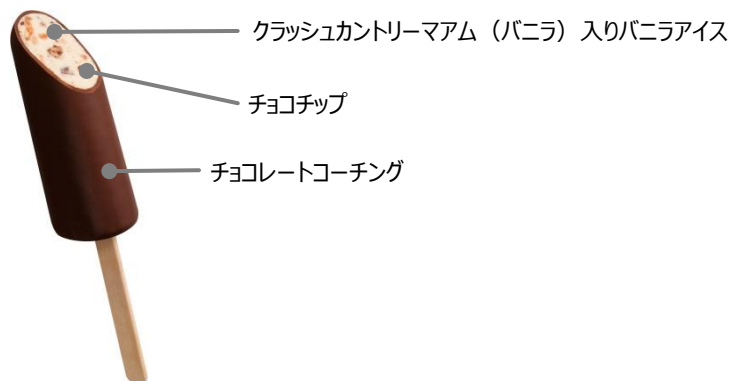 クラッシュカントリーマアム（バニラ）入りバニラアイス
チョコチップ
チョコレートコーチング